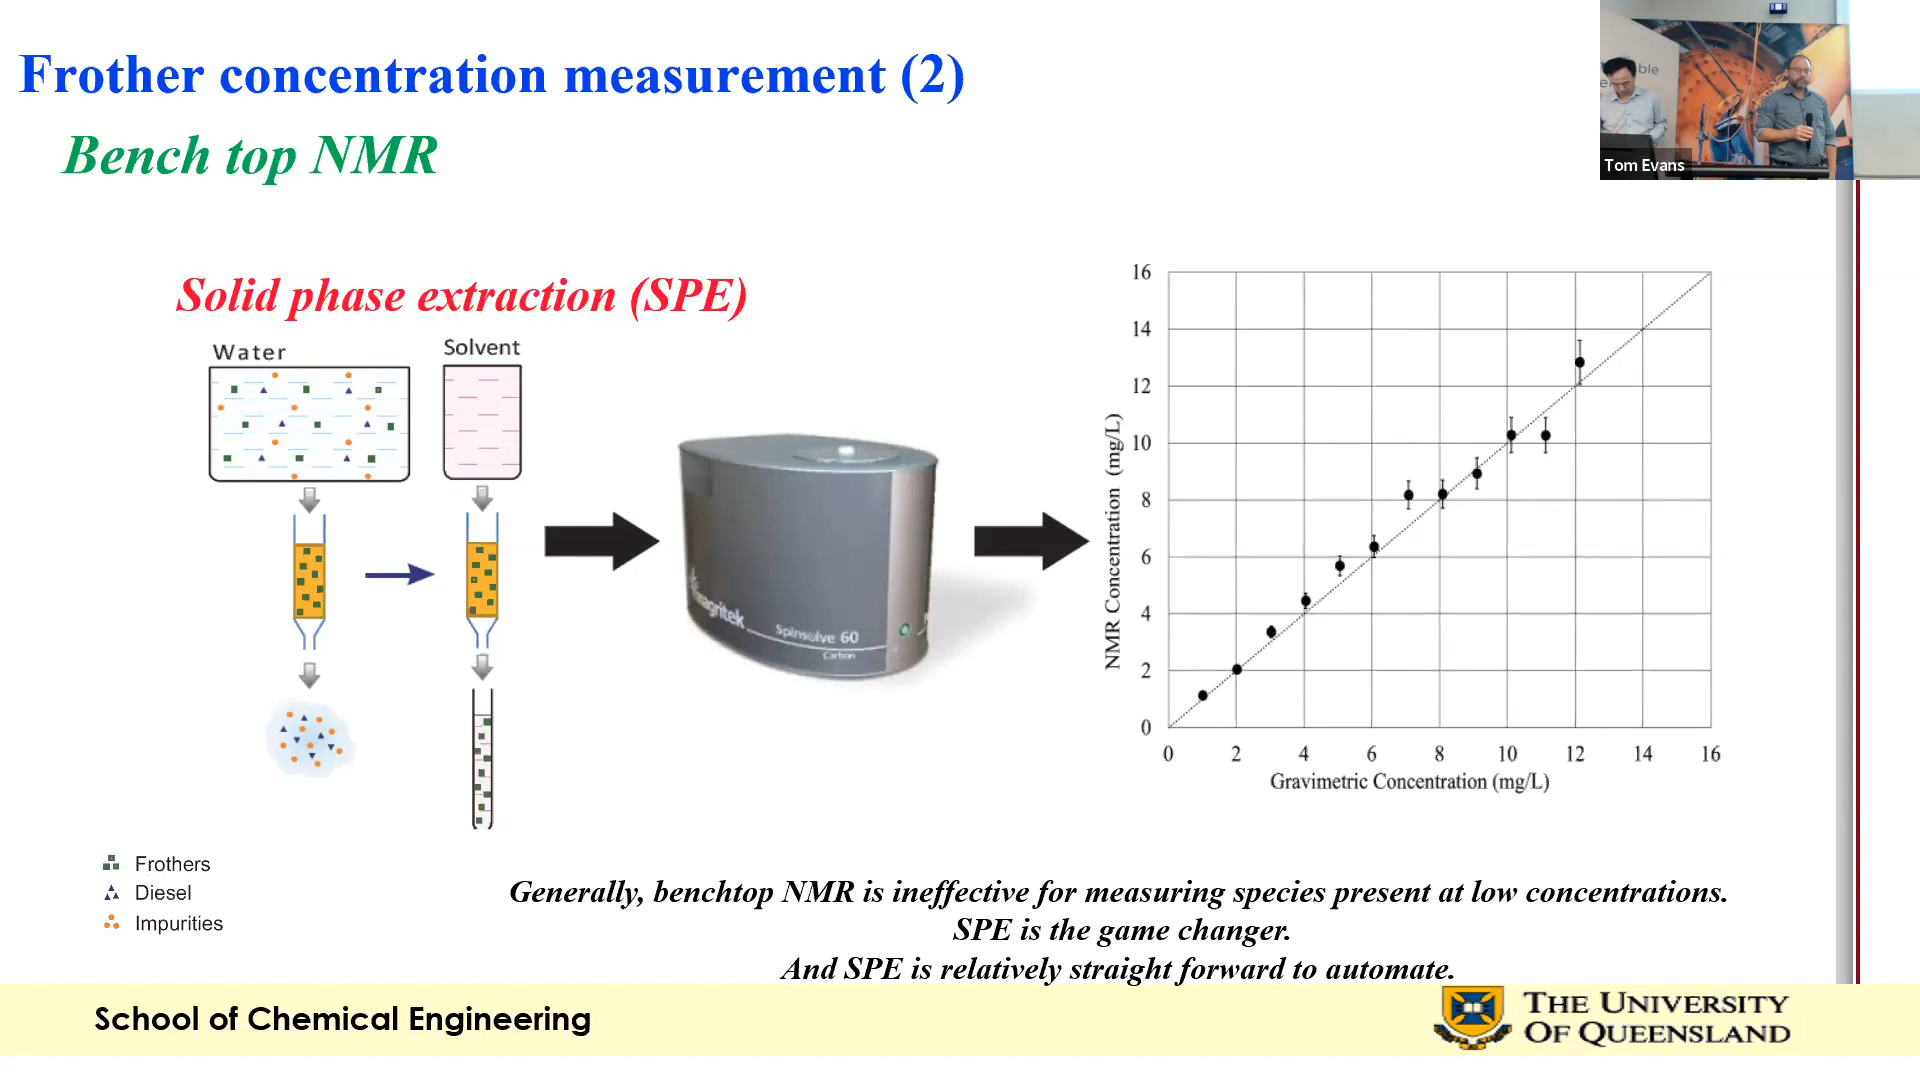 Frother concentration measurement (2)
Bench top NMR
ble
Tom Evans
Solid phase extraction (SPE)
Water
Solvent
magritek
Spinsolve 60
Carbon
16
14
12
10
8
6
4
2
0
NMR Concentration (mg/L)
0 2 4 6 8 10 12 14 16
Gravimetric Concentration (mg/L)
Frothers
Diesel
Impurities
Generally, benchtop NMR is ineffective for measuring species present at low concentrations.
SPE is the game changer.
And SPE is relatively straight forward to automate.
School of Chemical Engineering
THE UNIVERSITY
OF QUEENSLAND